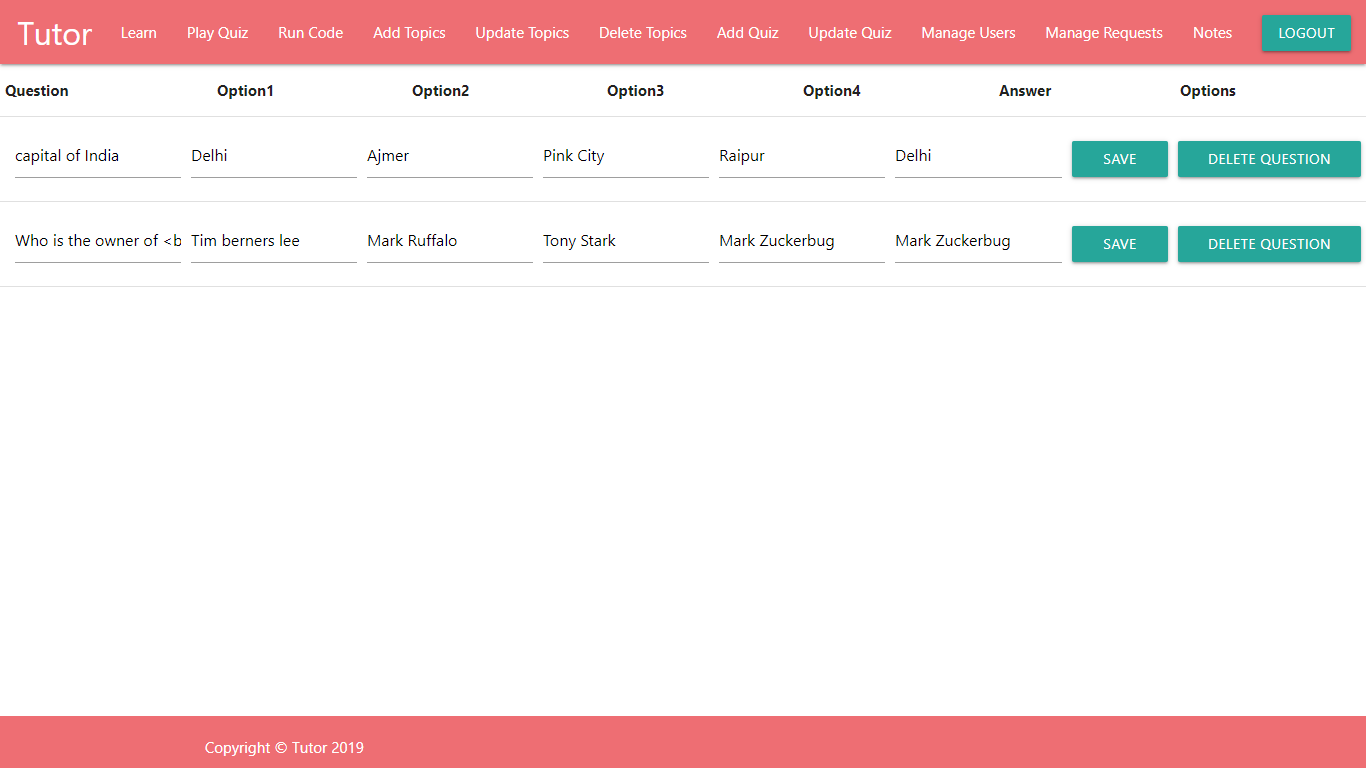 Tutor Learn Play Quiz Run Code Add Topics Update Topics Delete Topics Add Quiz Update Quiz Manage Users Manage Requests Notes LOGOUT
Question Option1 Option2 Option3 Option4 Answer Options
capital of India Delhi Ajmer Pink City Raipur Delhi SAVE DELETE QUESTION
Who is the owner of <b Tim berners lee Mark Ruffalo Tony Stark Mark Zuckerbug Mark Zuckerbug SAVE DELETE QUESTION
Copyright © Tutor 2019